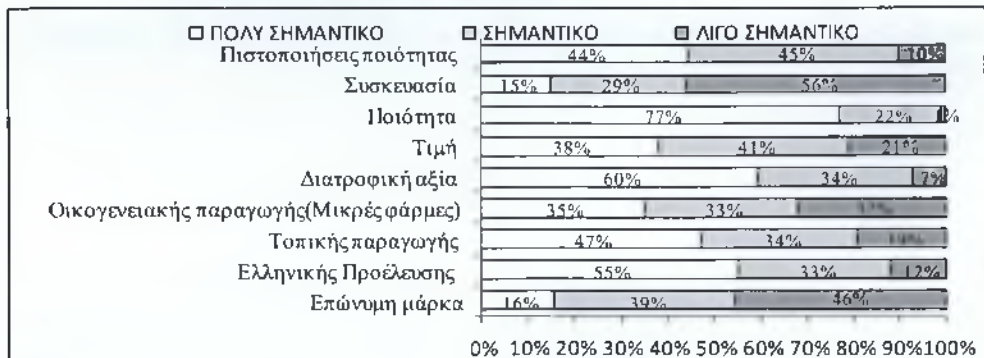 ΠΟΛΥ ΣΗΜΑΝΤΙΚΟ ΣΗΜΑΝΤΙΚΟ ΛΙΓΟ ΣΗΜΑΝΤΙΚΟ
Πιστοποιήσεις ποιότητας 44% 45% 10%
Συσκευασία 15% 29% 56%
Ποιότητα 77% 22%
Τιμή 38% 41% 21%
Διατροφική αξία 60% 34% 7%
Οικογενειακής παραγωγής(Μικρές φάρμες) 35% 33%
Τοπικής παραγωγής 47% 34%
Ελληνικής Προέλευσης 55% 33% 12%
Επώνυμη μάρκα 16% 39% 46%
0% 10% 20% 30% 40% 50% 60% 70% 80% 90%100%